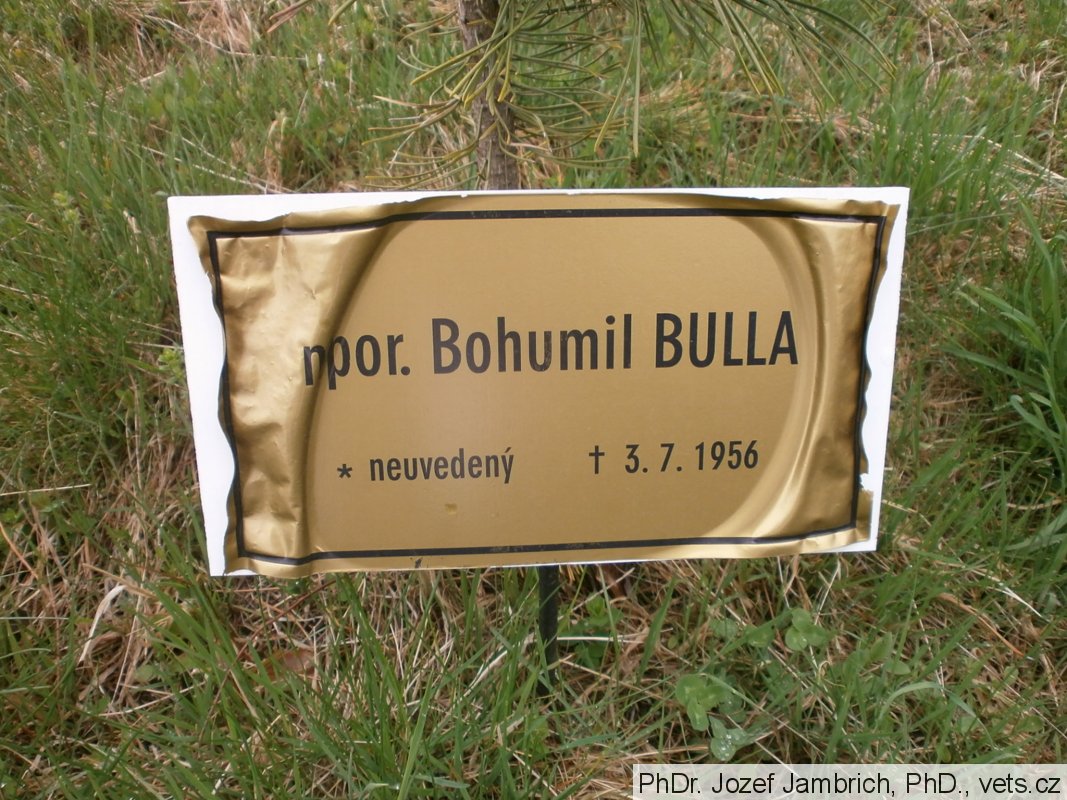 npor. Bohumil BULLA
* neuvedený † 3. 7. 1956
PhDr. Jozef Jambrich, PhD., vets.cz